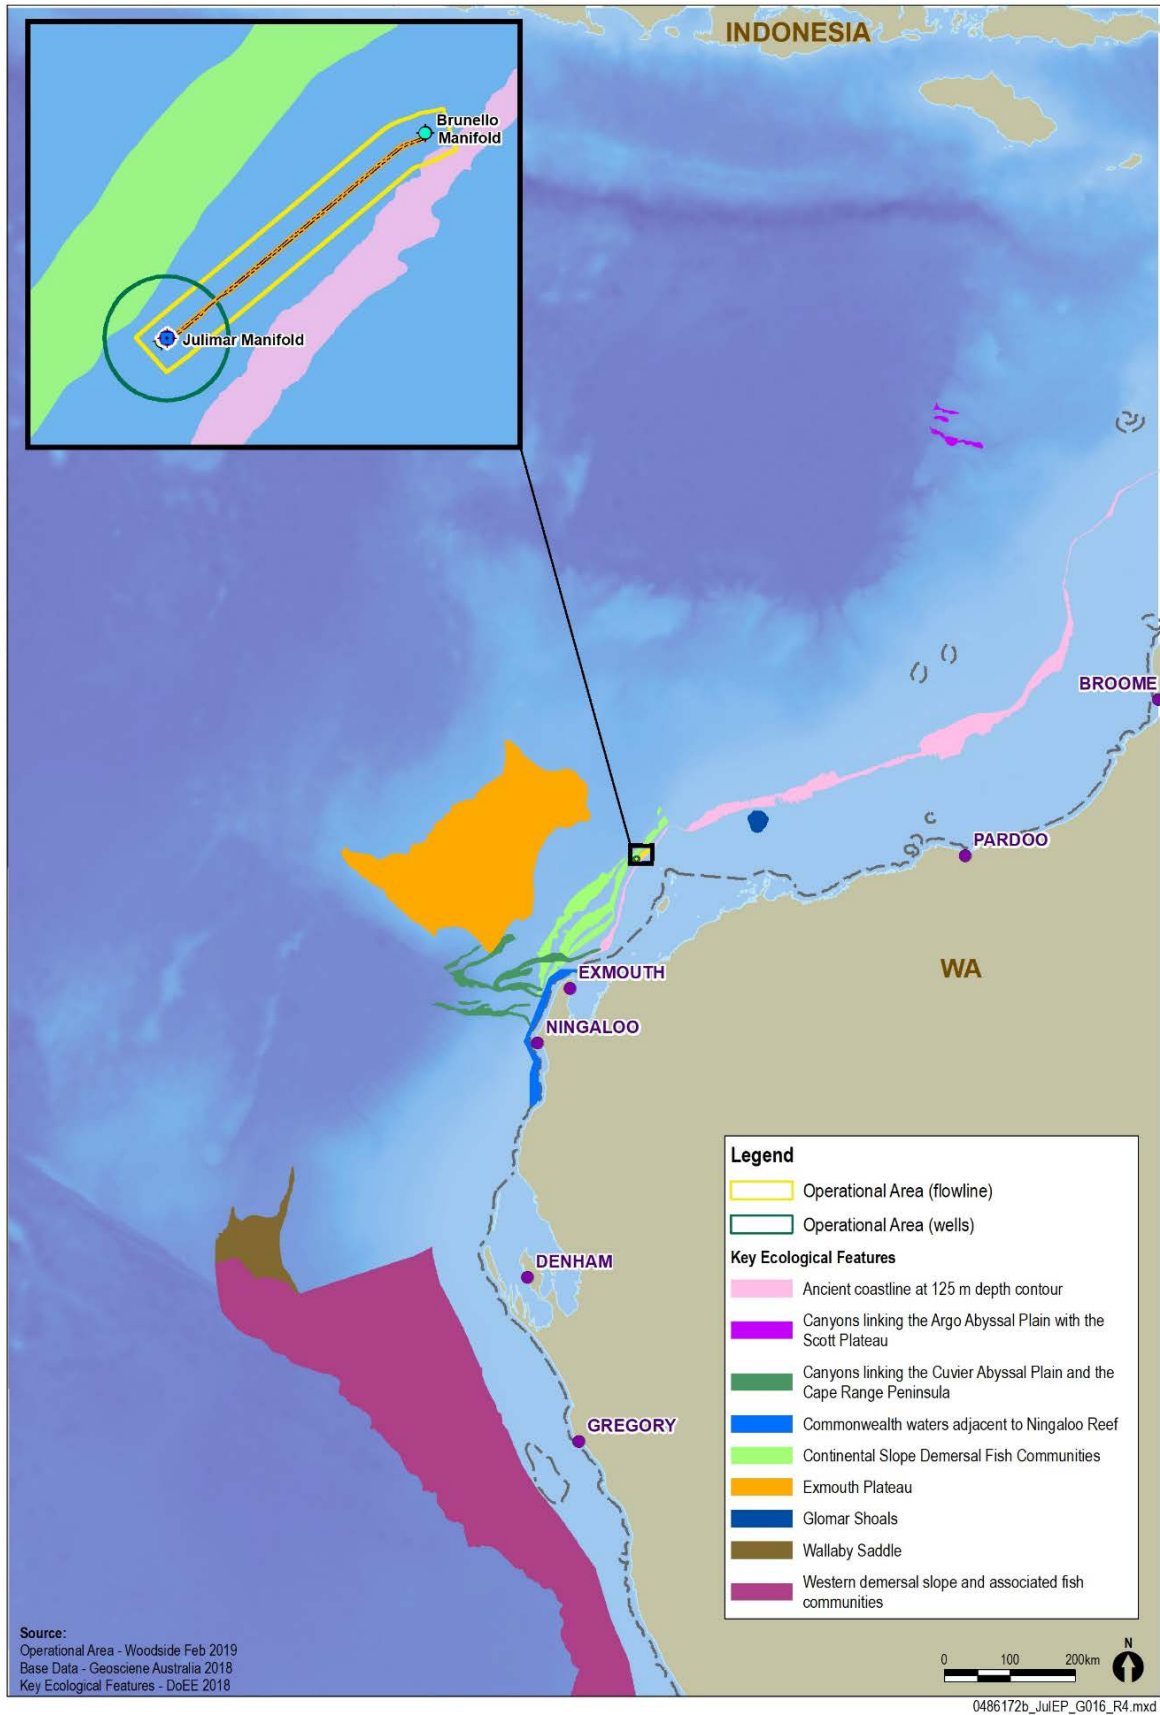 INDONESIA
Brunello
Manifold
Julimar Manifold
BROOME
PARDOO
WA
EXMOUTH
NINGALOO
DENHAM
GREGORY
Legend
Operational Area (flowline)
Operational Area (wells)
Key Ecological Features
Ancient coastline at 125 m depth contour
Canyons linking the Argo Abyssal Plain with the
Scott Plateau
Canyons linking the Cuvier Abyssal Plain and the
Cape Range Peninsula
Commonwealth waters adjacent to Ningaloo Reef
Continental Slope Demersal Fish Communities
Exmouth Plateau
Glomar Shoals
Wallaby Saddle
Western demersal slope and associated fish
communities
Source:
Operational Area - Woodside Feb 2019
Base Data - Geosciene Australia 2018
Key Ecological Features - DoEE 2018
0 100 200km
N
0486172b_JulEP_G016_R4.mxd